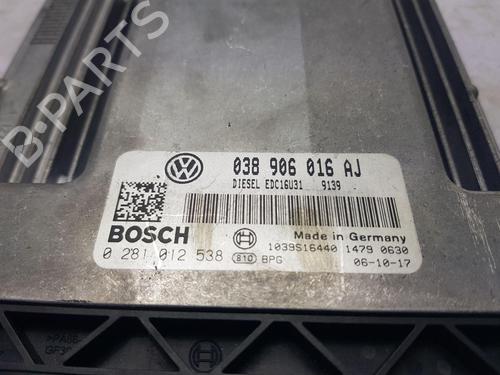 038 906 016 AJ
DIESEL EDC16U31 9139
BOSCH
Made in Germany
0 281 012 538
810 BPG
1039S16440 1479 0630
06-10-17
B-PARTS